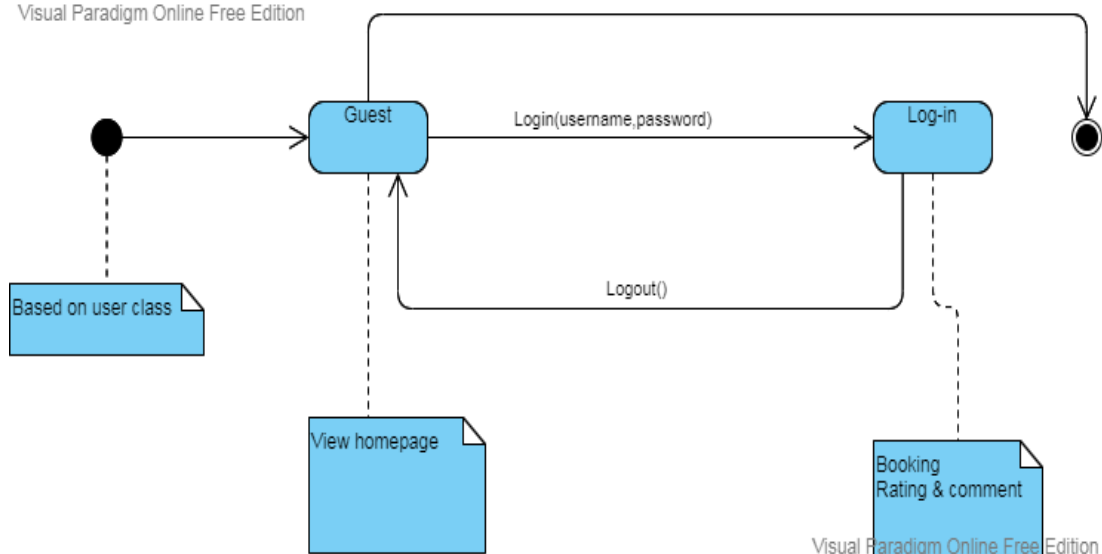 Visual Paradigm Online Free Edition
Guest
Login(username,password)
Log-in
Logout()
Based on user class
View homepage
Booking
Rating & comment
Visual Paradigm Online Free Edition